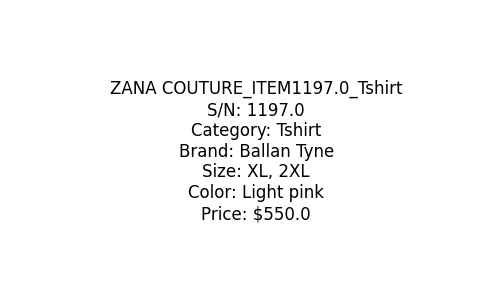 ZANA COUTURE_ITEM1197.0_Tshirt
S/N: 1197.0
Category: Tshirt
Brand: Ballan Tyne
Size: XL, 2XL
Color: Light pink
Price: $550.0